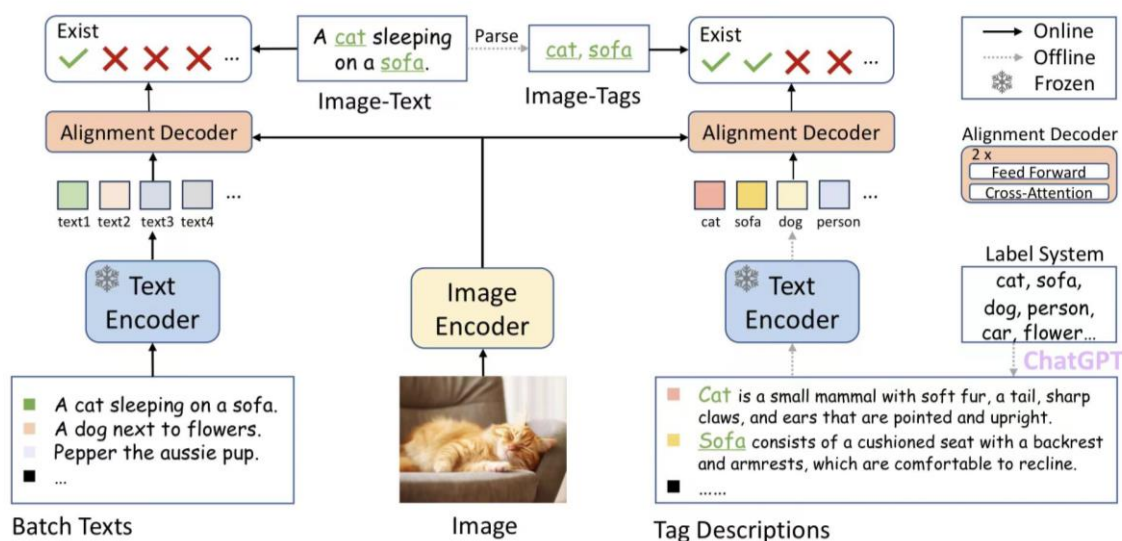 Exist
...
A cat sleeping
on a sofa.
Image-Text
Parse
cat, sofa
Image-Tags
Exist
...
Online
Offline
Frozen
Alignment Decoder
Alignment Decoder
Alignment Decoder
2 x
Feed Forward
Cross-Attention
...
text1 text2 text3 text4
...
cat sofa dog person
Text
Encoder
Image
Encoder
Text
Encoder
Label System
cat, sofa,
dog, person,
car, flower...
ChatGPT
A cat sleeping on a sofa.
A dog next to flowers.
Pepper the aussie pup.
...
Cat is a small mammal with soft fur, a tail, sharp
claws, and ears that are pointed and upright.
Sofa consists of a cushioned seat with a backrest
and armrests, which are comfortable to recline.
......
Batch Texts
Image
Tag Descriptions